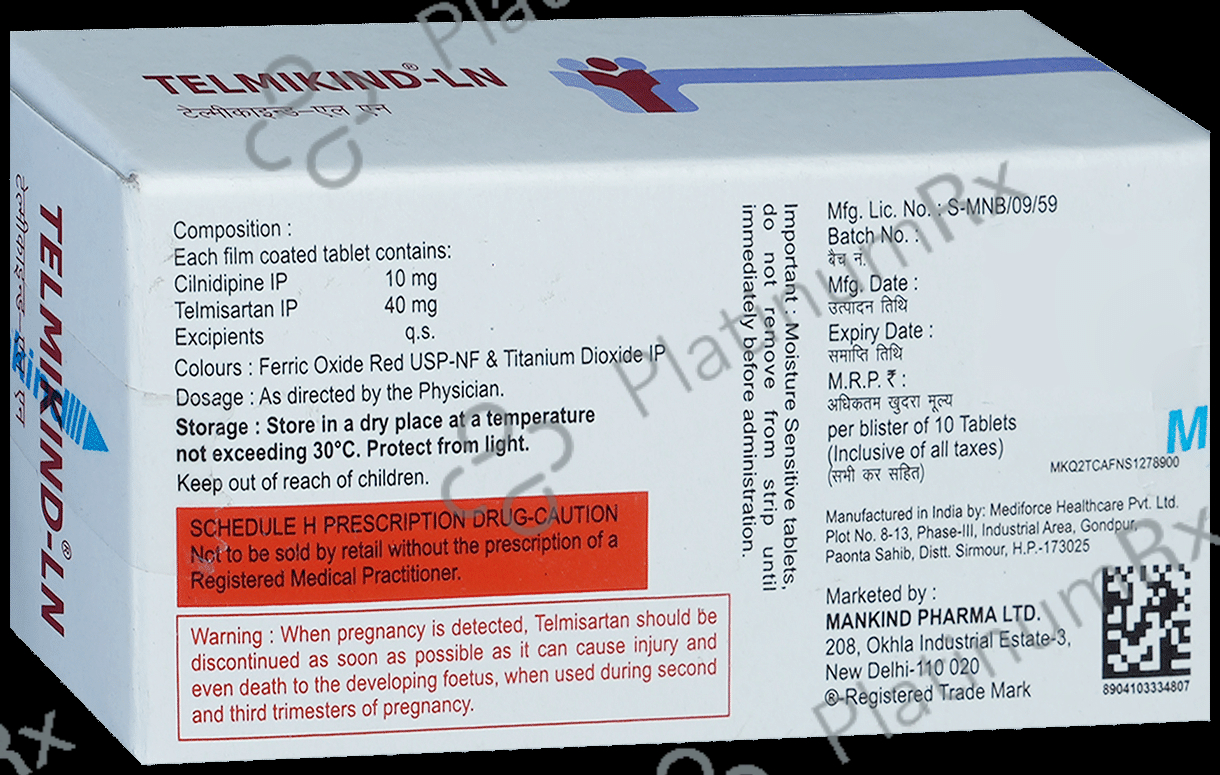 TELMIKIND®-LN
टेल्मीकाइन्ड-एल एन
TELMIKIND®-LN
टेल्मीकाइन्ड-एल एन
Composition :
Each film coated tablet contains:
Cilnidipine IP 10 mg
Telmisartan IP 40 mg
Excipients q.s.
Colours : Ferric Oxide Red USP-NF & Titanium Dioxide IP
Dosage : As directed by the Physician.
Storage : Store in a dry place at a temperature
not exceeding 30°C. Protect from light.
Keep out of reach of children.
SCHEDULE H PRESCRIPTION DRUG-CAUTION
Not to be sold by retail without the prescription of a
Registered Medical Practitioner.
Warning : When pregnancy is detected, Telmisartan should be
discontinued as soon as possible as it can cause injury and
even death to the developing foetus, when used during second
and third trimesters of pregnancy.
Important : Moisture Sensitive tablets,
do not remove from strip until
immediately before administration.
Mfg. Lic. No. : S-MNB/09/59
Batch No. :
बैच न.
Mfg. Date :
उत्पादन तिथि
Expiry Date :
समाप्ति तिथि
M.R.P. ₹ :
अधिकतम खुदरा मूल्य
per blister of 10 Tablets
(Inclusive of all taxes)
(सभी कर सहित)
MKQ2TCAFNS1278900
M
Manufactured in India by: Mediforce Healthcare Pvt. Ltd.
Plot No. 8-13, Phase-III, Industrial Area, Gondpur,
Paonta Sahib, Distt. Sirmour, H.P.-173025
Marketed by :
MANKIND PHARMA LTD.
208, Okhla Industrial Estate-3,
New Delhi-110 020
®-Registered Trade Mark
8904103334807
PlatinumRx
PlatinumRx
Rx